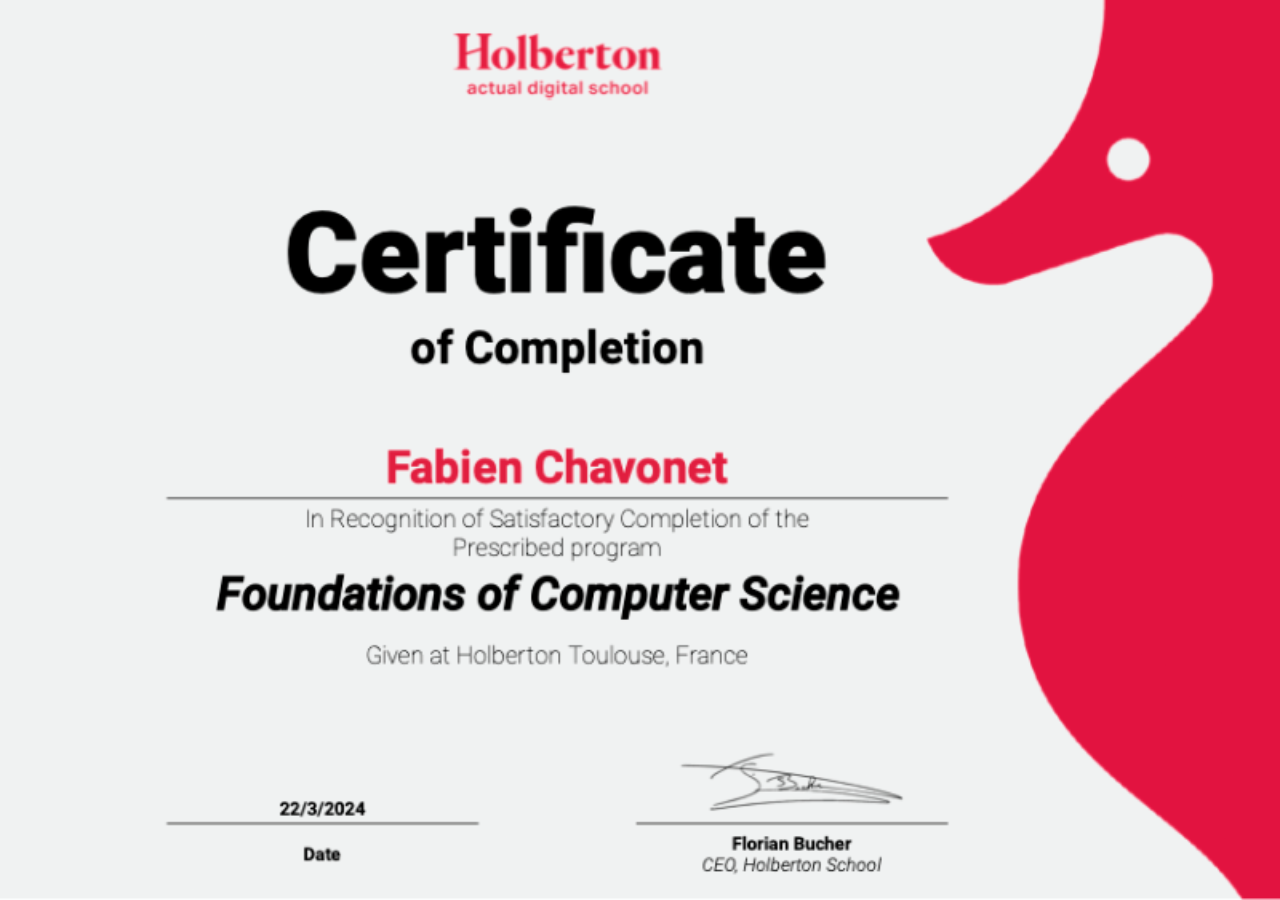 Holberton
actual digital school
Certificate
of Completion
Fabien Chavonet
In Recognition of Satisfactory Completion of the
Prescribed program
Foundations of Computer Science
Given at Holberton Toulouse, France
22/3/2024
Date
Florian Bucher
CEO, Holberton School